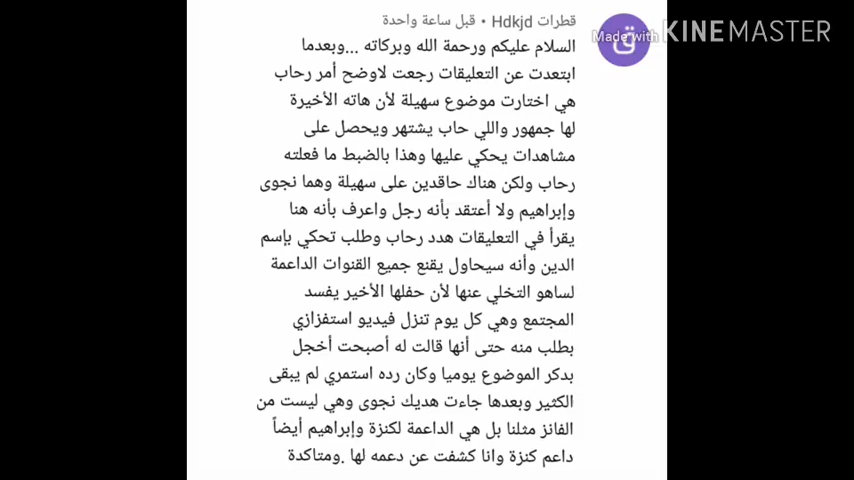 قطرات Hdkjd • قبل ساعة واحدة
السلام عليكم ورحمة الله وبركاته ...وبعدما
ابتعدت عن التعليقات رجعت لاوضح أمر رحاب
هي اختارت موضوع سهيلة لأن هاته الأخيرة
لها جمهور واللي حاب يشتهر ويحصل على
مشاهدات يحكي عليها وهذا بالضبط ما فعلته
رحاب ولكن هناك حاقدين على سهيلة وهما نجوى
وإبراهيم ولا أعتقد بأنه رجل واعرف بأنه هنا
يقرأ في التعليقات هدد رحاب وطلب تحكي بإسم
الدين وأنه سيحاول يقنع جميع القنوات الداعمة
لساهو التخلي عنها لأن حفلها الأخير يفسد
المجتمع وهي كل يوم تنزل فيديو استفزازي
بطلب منه حتى أنها قالت له أصبحت أخجل
بدكر الموضوع يوميا وكان رده استمري لم يبقى
الكثير وبعدها جاءت هديك نجوى وهي ليست من
الفانز مثلنا بل هي الداعمة لكنزة وإبراهيم أيضاً
داعم كنزة وانا كشفت عن دعمه لها .ومتاكدة
ق
Made with KINEMASTER